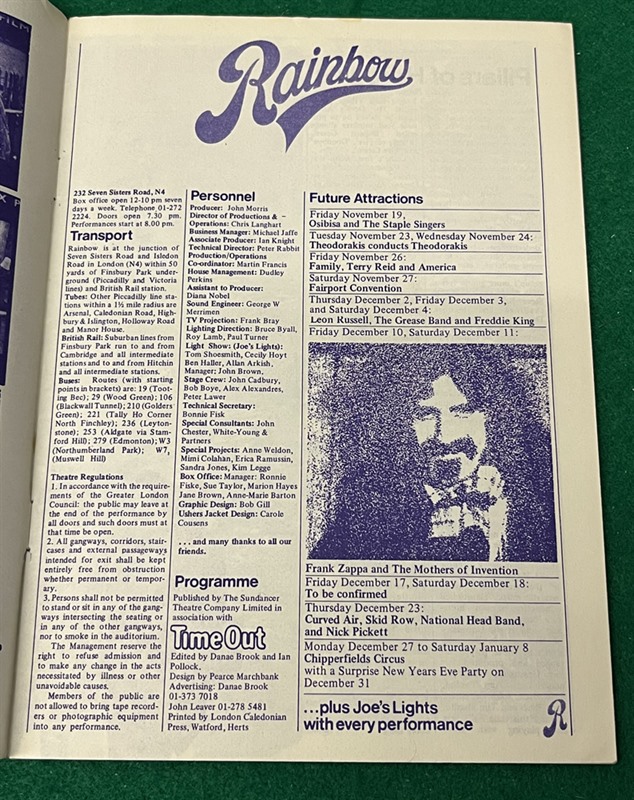 Rainbow
232 Seven Sisters Road, N4
Box office open 12-10 pm seven
days a week. Telephone 01-272
2224. Doors open 7.30 pm.
Performances start at 8.00 pm.
Transport
Rainbow is at the junction of
Seven Sisters Road and Isledon
Road in London (N4) within 50
yards of Finsbury Park under-
ground (Piccadilly and Victoria
lines) and British Rail station.
Tubes: Other Piccadilly line sta-
tions within a 1½ mile radius are
Arsenal, Caledonian Road, High-
bury & Islington, Holloway Road
and Manor House.
British Rail: Suburban lines from
Finsbury Park run to and from
Cambridge and all intermediate
stations and to and from Hitchin
and all intermediate stations.
Buses: Routes (with starting
points in brackets) are: 19 (Toot-
ing Bec); 29 (Wood Green); 106
(Blackwall Tunnel); 210 (Golders
Green); 221 (Tally Ho Corner
North Finchley); 236 (Leyton-
stone); 253 (Aldgate via Stam-
ford Hill); 279 (Edmonton); W3
(Northumberland Park); W7,
(Muswell Hill)
Theatre Regulations
1. In accordance with the require-
ments of the Greater London
Council: the public may leave at
the end of the performance by
all doors and such doors must at
that time be open.
2. All gangways, corridors, stair-
cases and external passageways
intended for exit shall be kept
entirely free from obstruction
whether permanent or tempor-
ary.
3. Persons shall not be permitted
to stand or sit in any of the gang-
ways intersecting the seating or
in any of the other gangways,
nor to smoke in the auditorium.
The Management reserve the
right to refuse admission and
to make any change in the acts
necessitated by illness or other
unavoidable causes.
Members of the public are
not allowed to bring tape record-
ers or photographic equipment
into any performance.
Personnel
Producer: John Morris
Director of Productions &
Operations: Chris Langhart
Business Manager: Michael Jaffe
Associate Producer: Ian Knight
Technical Director: Peter Rabbit
Production/Operations
Co-ordinator: Martin Francis
House Management: Dudley
Perkins
Assistant to Producer:
Diana Nobel
Sound Engineer: George W
Merrimen
TV Projection: Frank Bray
Lighting Direction: Bruce Byall,
Roy Lamb, Paul Turner
Light Show: (Joe's Lights):
Tom Shoesmith, Cecily Hoyt
Ben Haller, Allan Arkish,
Manager: John Brown,
Stage Crew: John Cadbury,
Bob Boye, Alex Alexandres,
Peter Lawer
Technical Secretary:
Bonnie Fisk
Special Consultants: John
Chester, White-Young &
Partners
Special Projects: Anne Weldon,
Mimi Colahan, Erica Ramussin,
Sandra Jones, Kim Legge
Box Office: Manager: Ronnie
Fiske, Sue Taylor, Marion Hayes
Jane Brown, Anne-Marie Barton
Graphic Design: Bob Gill
Ushers Jacket Design: Carole
Cousens
. . . and many thanks to all our
friends.
Programme
Published by The Sundancer
Theatre Company Limited in
association with
Time Out
Edited by Danae Brook and Ian
Pollock.
Design by Pearce Marchbank
Advertising: Danae Brook
01-373 7018
John Leaver 01-278 5481
Printed by London Caledonian
Press, Watford, Herts
Future Attractions
Friday November 19,
Osibisa and The Staple Singers
Tuesday November 23, Wednesday November 24:
Theodorakis conducts Theodorakis
Friday November 26:
Family, Terry Reid and America
Saturday November 27:
Fairport Convention
Thursday December 2, Friday December 3,
and Saturday December 4:
Leon Russell, The Grease Band and Freddie King
Friday December 10, Saturday December 11:
Frank Zappa and The Mothers of Invention
Friday December 17, Saturday December 18:
To be confirmed
Thursday December 23:
Curved Air, Skid Row, National Head Band,
and Nick Pickett
Monday December 27 to Saturday January 8
Chipperfields Circus
with a Surprise New Years Eve Party on
December 31
...plus Joe's Lights
with every performance
R